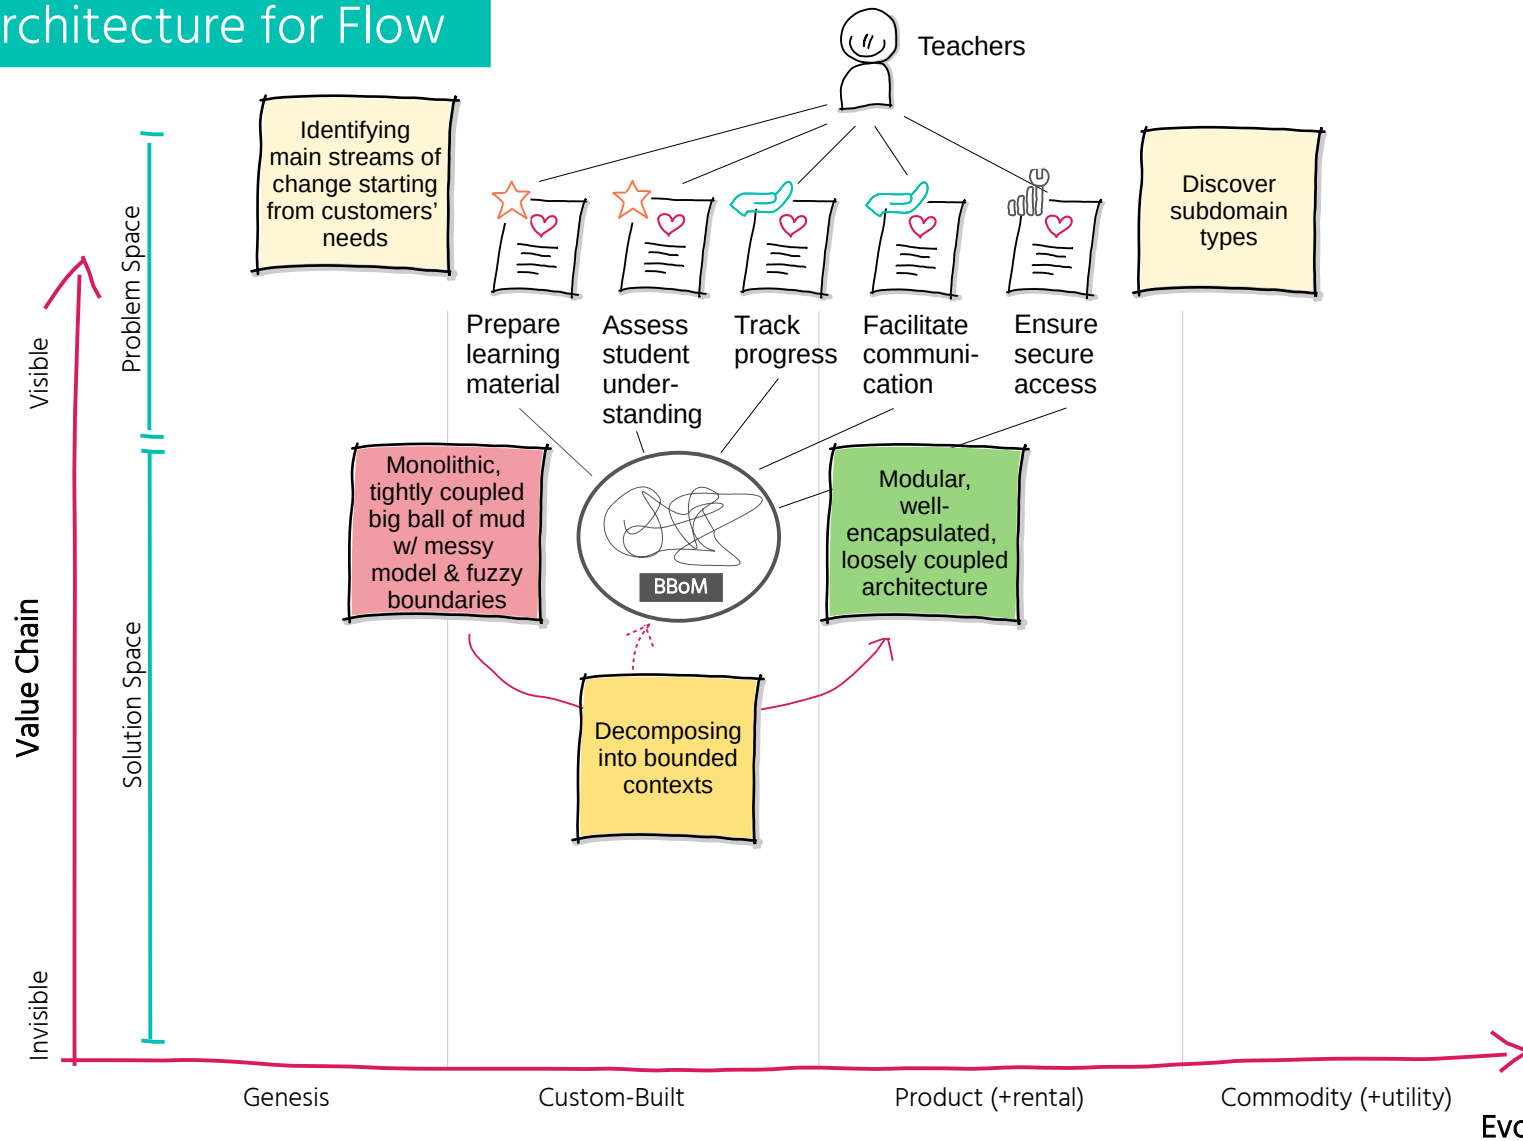 rchitecture for Flow
Teachers
Identifying
main streams of
change starting
from customers’
needs
Discover
subdomain
types
Problem Space
Visible
Prepare
learning
material
Assess
student
under-
standing
Track
progress
Facilitate
communi-
cation
Ensure
secure
access
Monolithic,
tightly coupled
big ball of mud
w/ messy
model & fuzzy
boundaries
BBoM
Modular,
well-
encapsulated,
loosely coupled
architecture
Value Chain
Solution Space
Decomposing
into bounded
contexts
Invisible
Genesis
Custom-Built
Product (+rental)
Commodity (+utility)
Evo